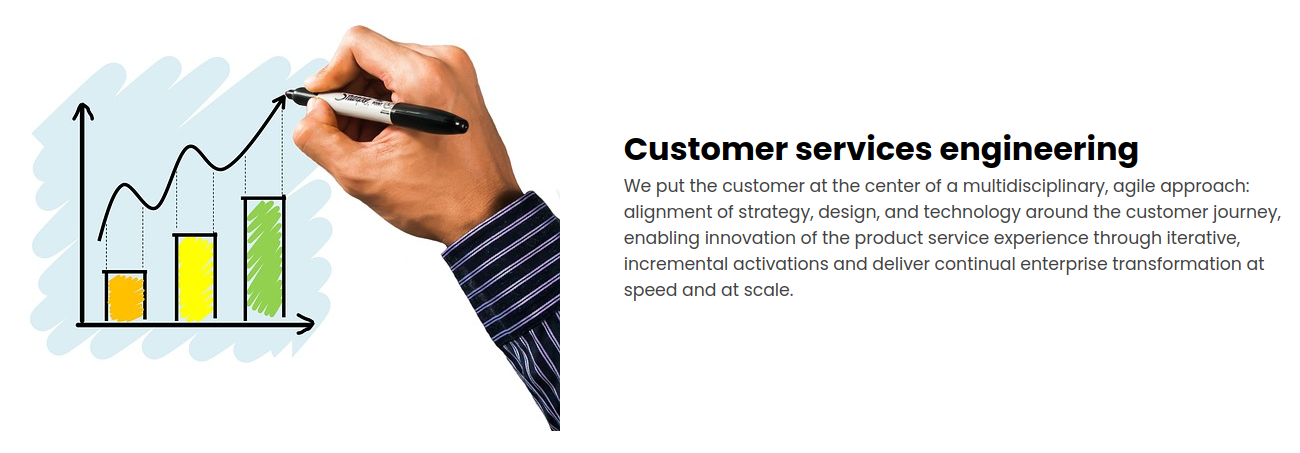 Sharpie
Customer services engineering
We put the customer at the center of a multidisciplinary, agile approach:
alignment of strategy, design, and technology around the customer journey,
enabling innovation of the product service experience through iterative,
incremental activations and deliver continual enterprise transformation at
speed and at scale.